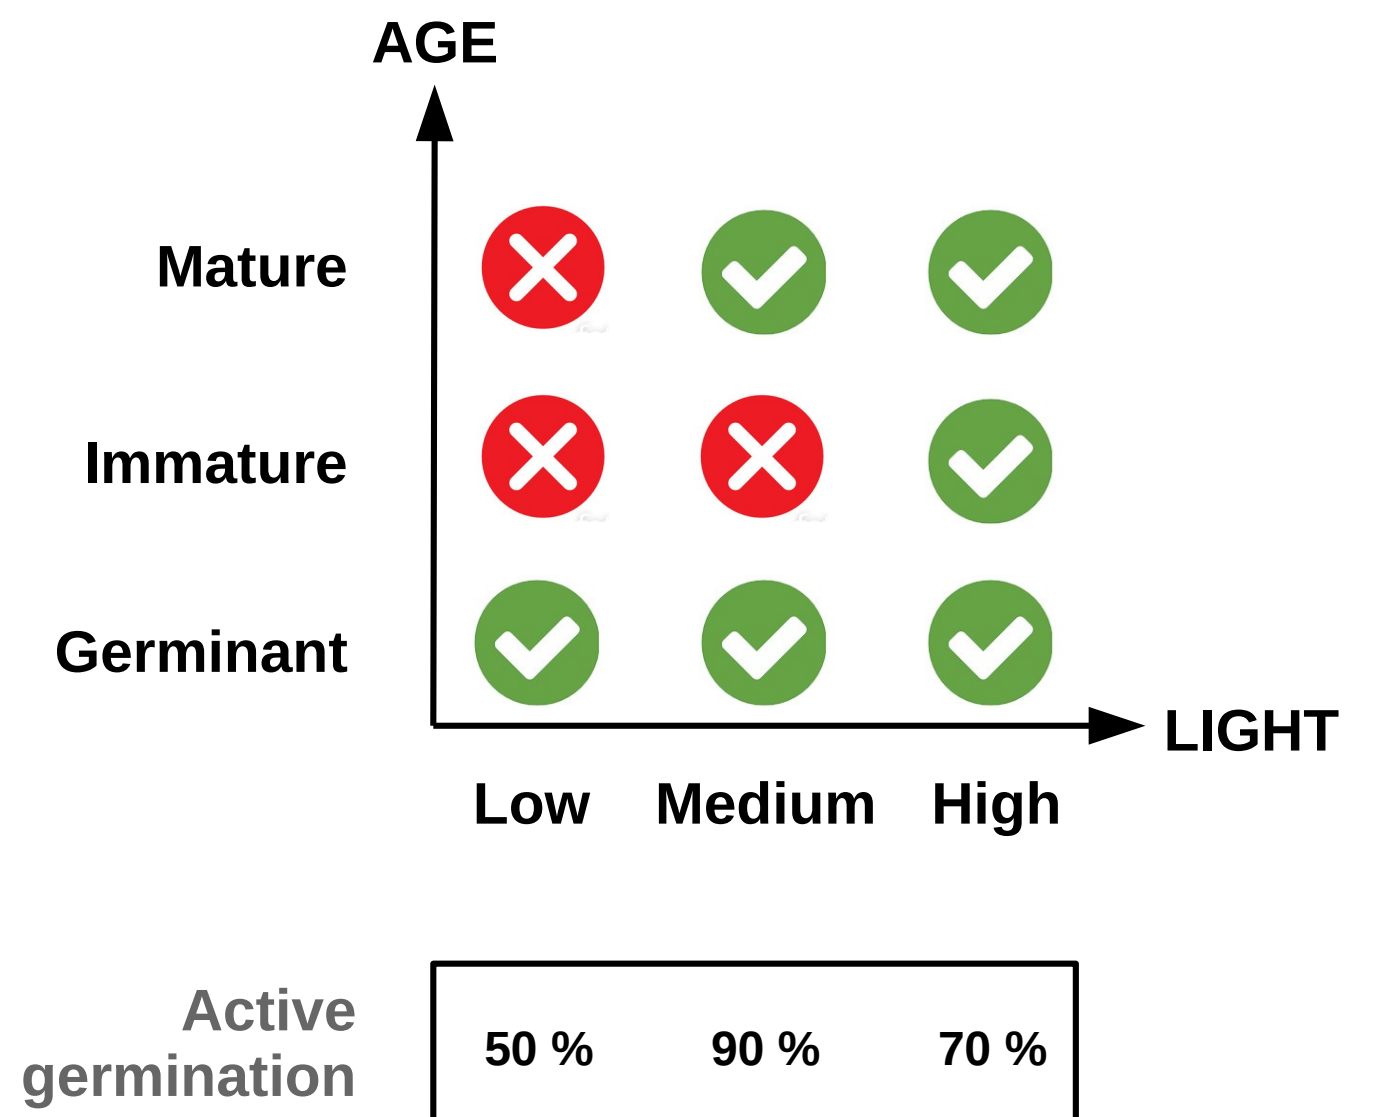 AGE
Mature
Immature
Germinant
LIGHT
Low Medium High
Active
germination
50 % 90 % 70 %